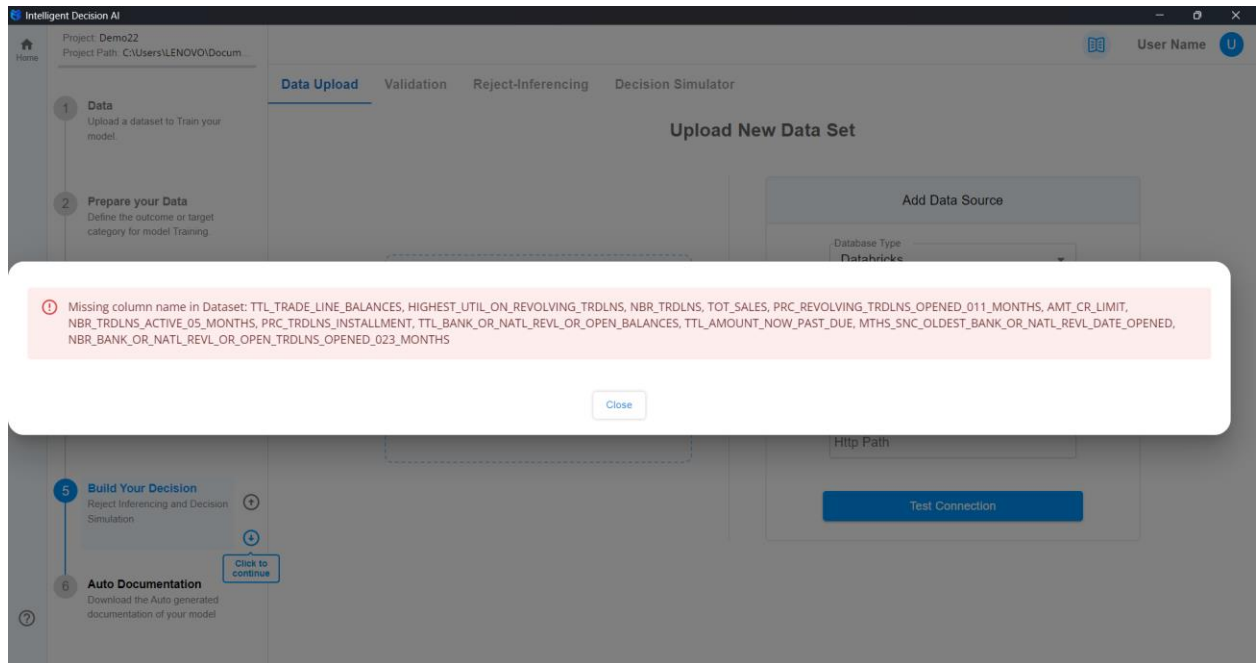 Intelligent Decision AI
Home
Project: Demo22
Project Path: C:\Users\LENOVO\Docum...
User Name
U
Data Upload
Validation
Reject-Inferencing
Decision Simulator
1
Data
Upload a dataset to Train your
model.
2
Prepare your Data
Define the outcome or target
category for model Training.
Upload New Data Set
Add Data Source
Database Type
Databricks
Missing column name in Dataset: TTL_TRADE_LINE_BALANCES, HIGHEST_UTIL_ON_REVOLVING_TRDLNS, NBR_TRDLNS, TOT_SALES, PRC_REVOLVING_TRDLNS_OPENED_011_MONTHS, AMT_CR_LIMIT,
NBR_TRDLNS_ACTIVE_05_MONTHS, PRC_TRDLNS_INSTALLMENT, TTL_BANK_OR_NATL_REVL_OR_OPEN_BALANCES, TTL_AMOUNT_NOW_PAST_DUE, MTHS_SNC_OLDEST_BANK_OR_NATL_REVL_DATE_OPENED,
NBR_BANK_OR_NATL_REVL_OR_OPEN_TRDLNS_OPENED_023_MONTHS
Close
Http Path
Test Connection
5
Build Your Decision
Reject Inferencing and Decision
Simulation
Click to
continue
6
Auto Documentation
Download the Auto generated
documentation of your model